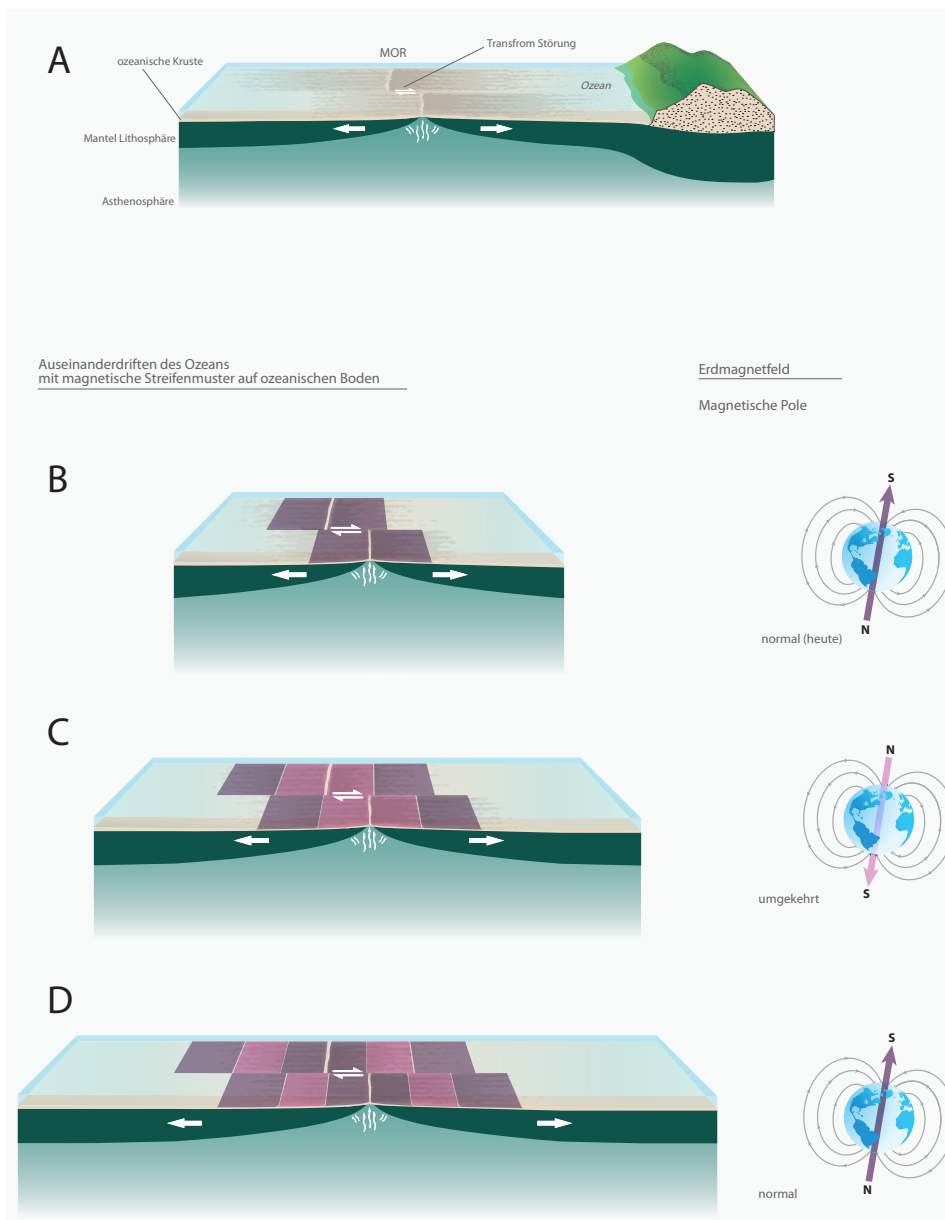 A
MOR
Transfrom Störung
ozeanische Kruste
Ozean
Mantel Lithosphäre
Asthenosphäre
Auseinanderdriften des Ozeans
mit magnetische Streifenmuster auf ozeanischen Boden
Erdmagnetfeld
Magnetische Pole
B
S
N
normal (heute)
C
N
S
umgekehrt
D
S
N
normal